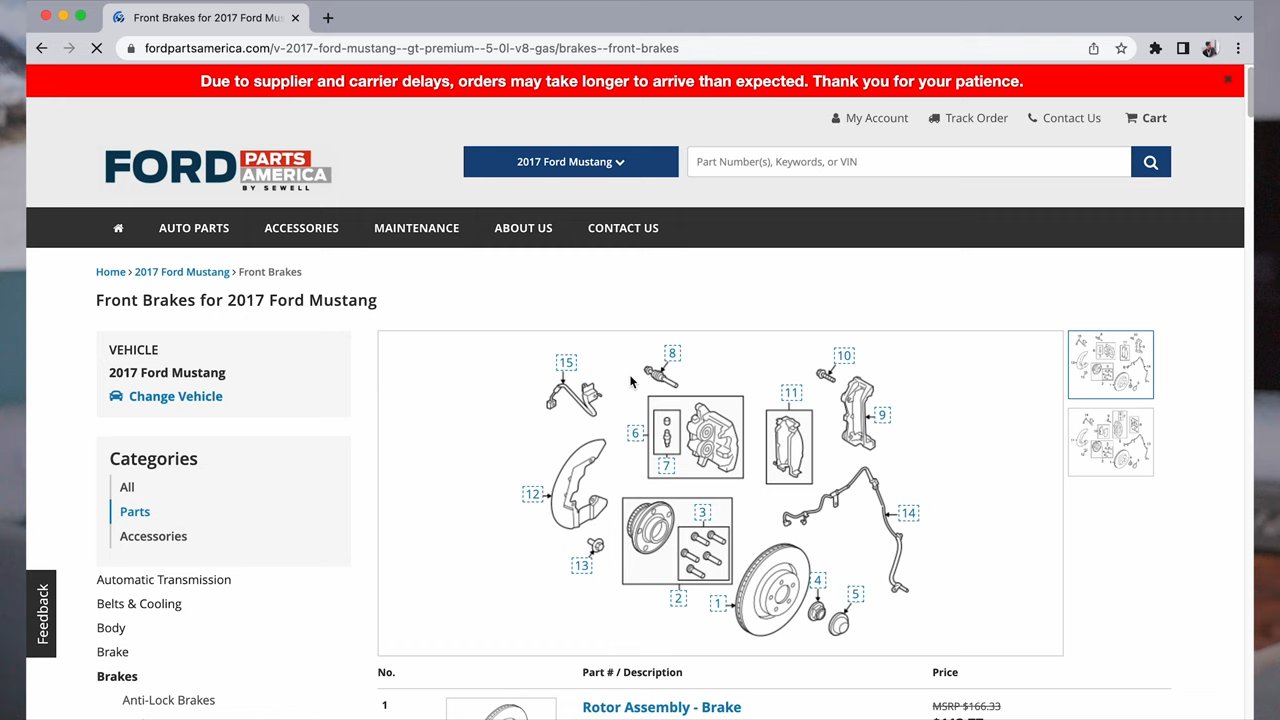 Front Brakes for 2017 Ford Mus
fordpartsamerica.com/v-2017-ford-mustang--gt-premium--5-0l-v8-gas/brakes--front-brakes
Due to supplier and carrier delays, orders may take longer to arrive than expected. Thank you for your patience.
My Account Track Order Contact Us Cart
FORD PARTS AMERICA BY SEWELL
2017 Ford Mustang
Part Number(s), Keywords, or VIN
AUTO PARTS ACCESSORIES MAINTENANCE ABOUT US CONTACT US
Home › 2017 Ford Mustang › Front Brakes
Front Brakes for 2017 Ford Mustang
VEHICLE
2017 Ford Mustang
Change Vehicle
Categories
All
Parts
Accessories
Automatic Transmission
Belts & Cooling
Body
Brake
Brakes
Anti-Lock Brakes
Feedback
15
8
10
11
9
6
7
12
3
14
13
2
1
4
5
No. Part # / Description Price
1 Rotor Assembly - Brake MSRP $166.33